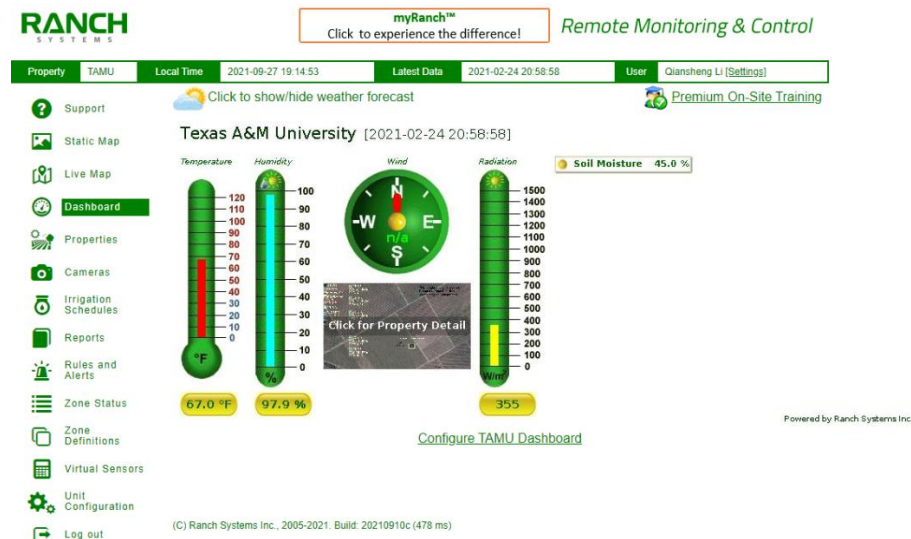 RANCH
SYSTEMS
myRanch™
Click to experience the difference!
Remote Monitoring & Control
Property TAMU Local Time 2021-09-27 19:14:53 Latest Data 2021-02-24 20:58:58 User Qiansheng Li [Settings]
Support
Static Map
Live Map
Dashboard
Properties
Cameras
Irrigation
Schedules
Reports
Rules and
Alerts
Zone Status
Zone
Definitions
Virtual Sensors
Unit
Configuration
Log out
Click to show/hide weather forecast
Premium On-Site Training
Texas A&M University [2021-02-24 20:58:58]
Temperature
120
110
100
90
80
70
60
50
40
30
20
10
0
°F
67.0 °F
Humidity
100
90
80
70
60
50
40
30
20
10
0
%
97.9 %
Wind
N
W E
n/a
S
Click for Property Detail
Radiation
1500
1400
1300
1200
1100
1000
900
800
700
600
500
400
300
200
100
0
W/m²
355
Soil Moisture 45.0 %
Configure TAMU Dashboard
Powered by Ranch Systems Inc
(C) Ranch Systems Inc., 2005-2021. Build: 20210910c (478 ms)